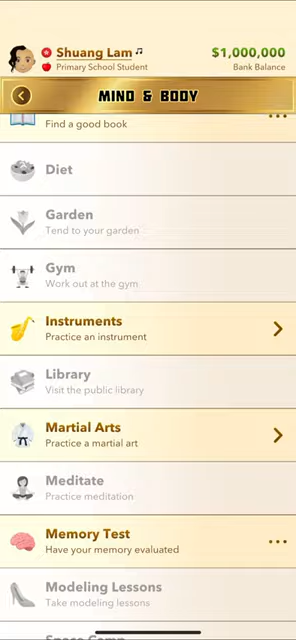 Shuang Lam
$1,000,000
Primary School Student
Bank Balance
MIND & BODY
Find a good book
Diet
Garden
Tend to your garden
Gym
Work out at the gym
Instruments
Practice an instrument
Library
Visit the public library
Martial Arts
Practice a martial art
Meditate
Practice meditation
Memory Test
Have your memory evaluated
Modeling Lessons
Take modeling lessons
Space Camp